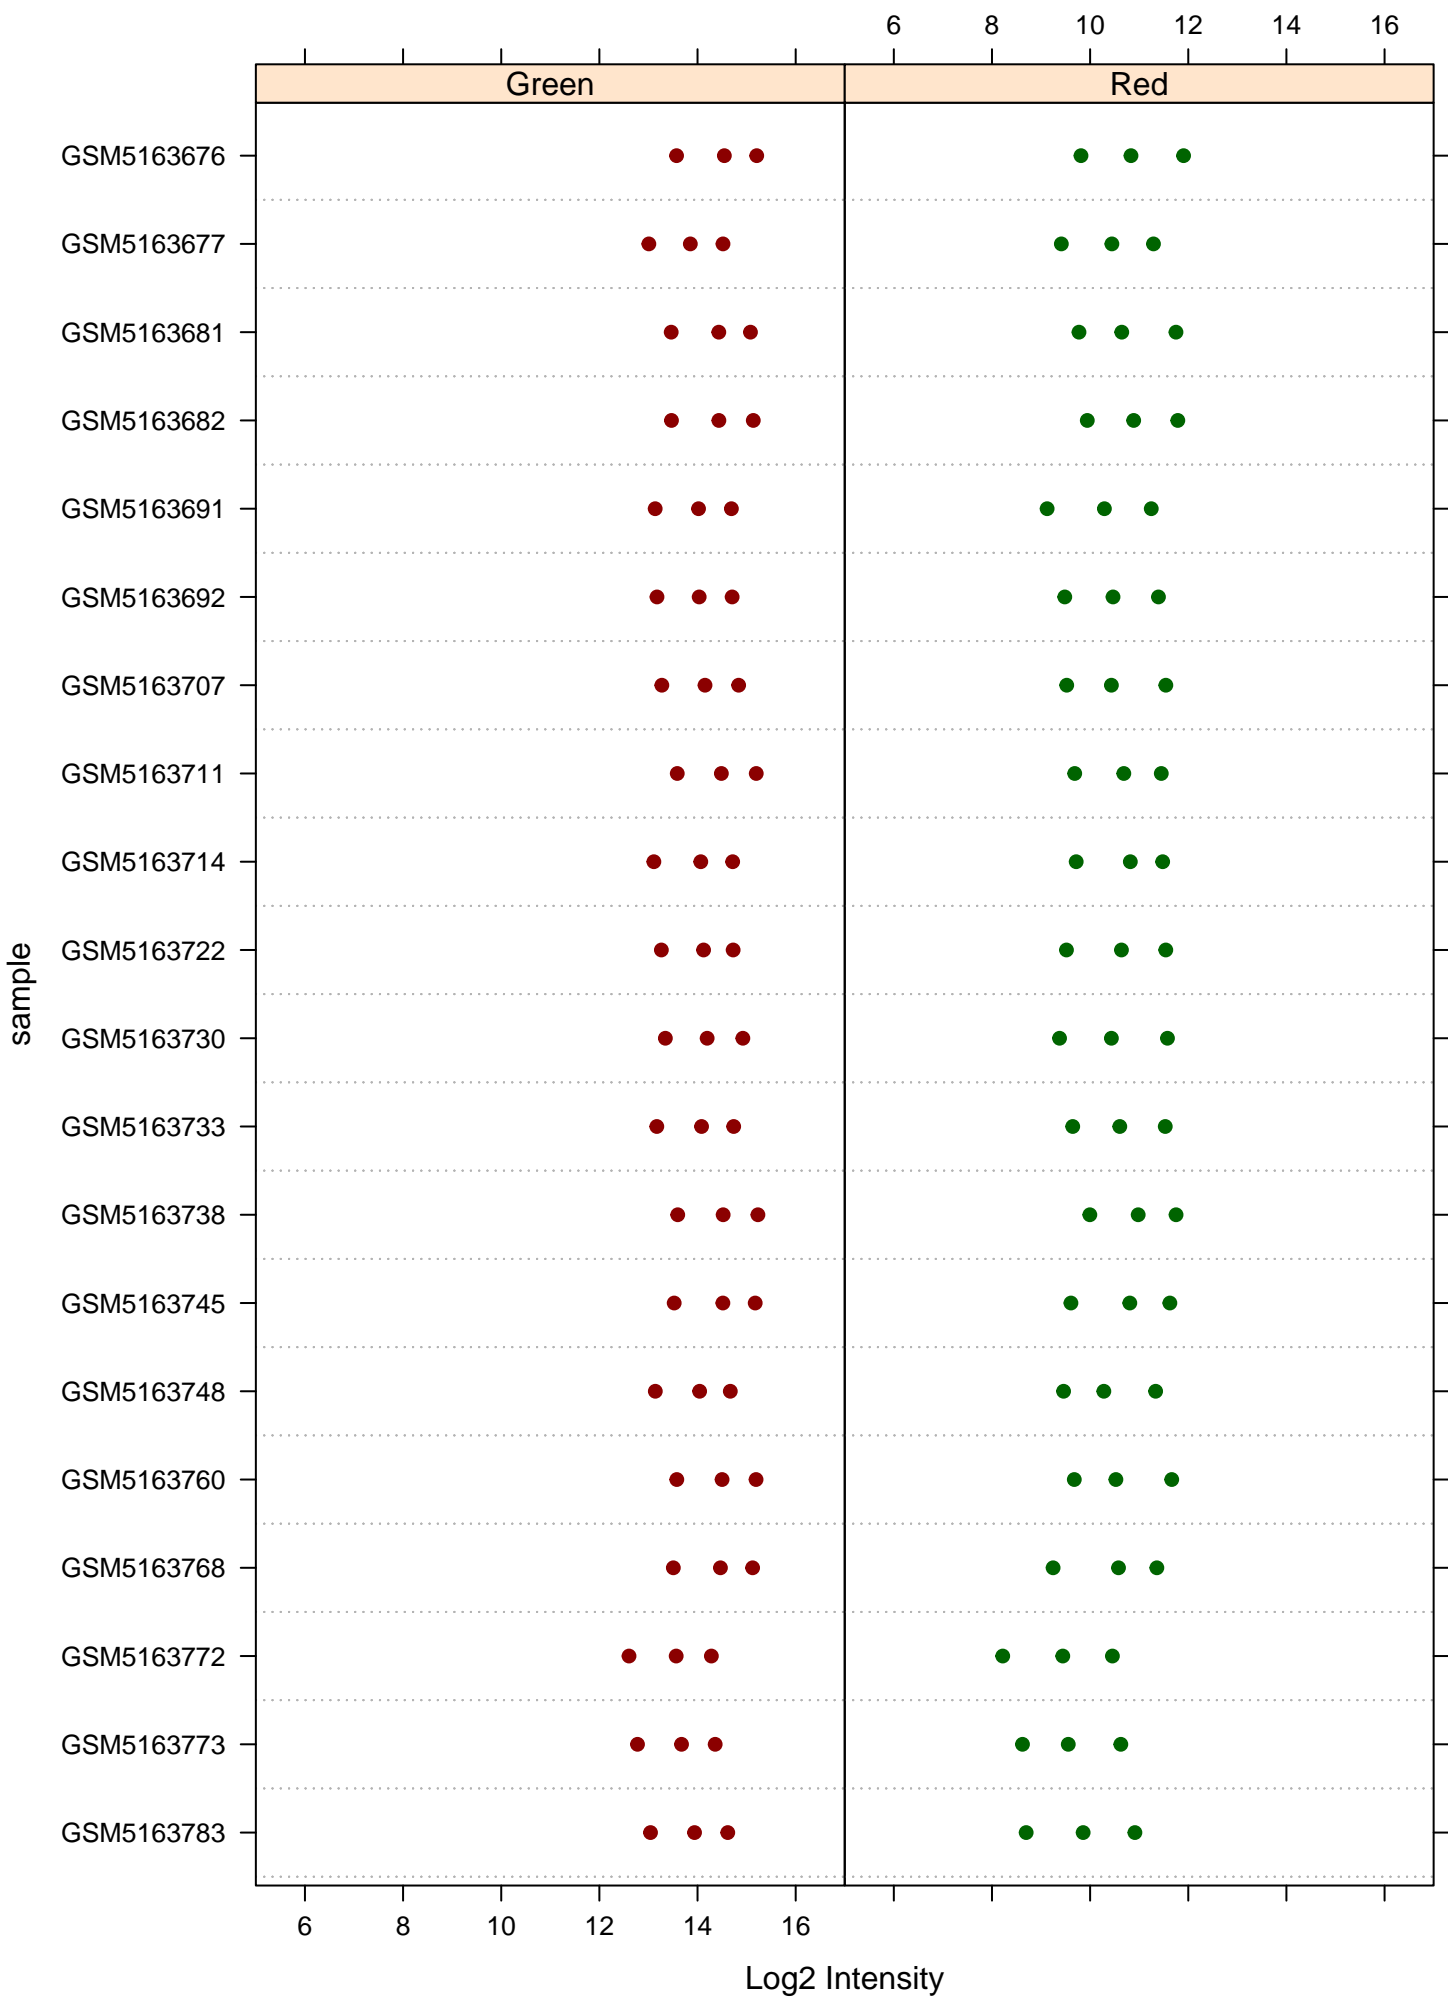 6 8 10 12 14 16
Green Red
GSM5163676
GSM5163677
GSM5163681
GSM5163682
GSM5163691
GSM5163692
GSM5163707
GSM5163711
GSM5163714
GSM5163722
GSM5163730
GSM5163733
GSM5163738
GSM5163745
GSM5163748
GSM5163760
GSM5163768
GSM5163772
GSM5163773
GSM5163783
sample
6 8 10 12 14 16
Log2 Intensity